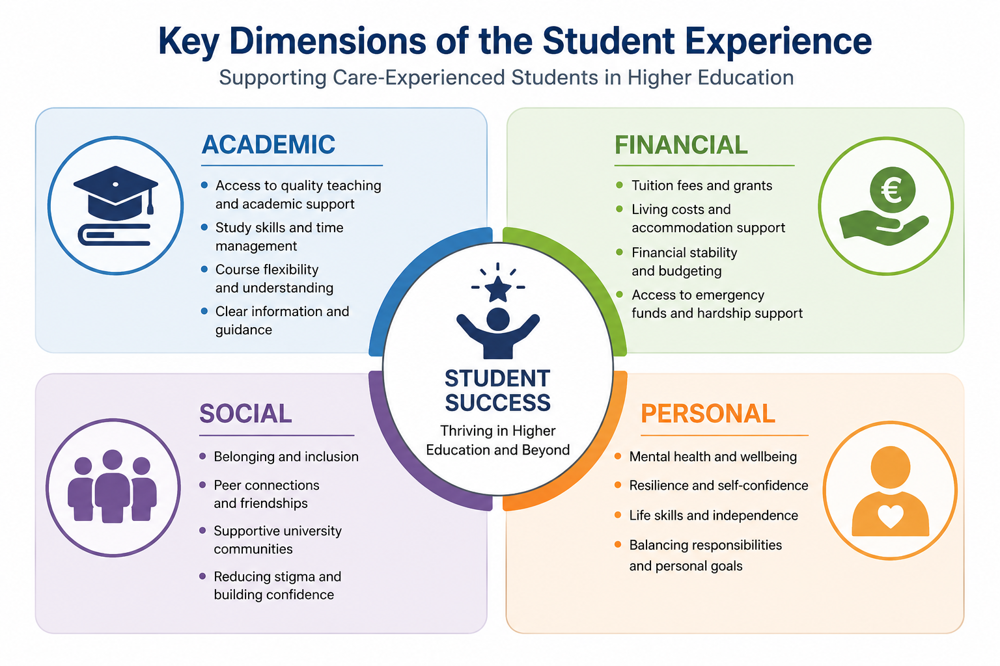 Key Dimensions of the Student Experience
Supporting Care-Experienced Students in Higher Education
ACADEMIC
Access to quality teaching
and academic support
Study skills and time
management
Course flexibility
and understanding
Clear information and
guidance
FINANCIAL
Tuition fees and grants
Living costs and
accommodation support
Financial stability
and budgeting
Access to emergency
funds and hardship support
€
STUDENT
SUCCESS
Thriving in Higher
Education and Beyond
SOCIAL
Belonging and inclusion
Peer connections
and friendships
Supportive university
communities
Reducing stigma and
building confidence
PERSONAL
Mental health and wellbeing
Resilience and self-confidence
Life skills and independence
Balancing responsibilities
and personal goals